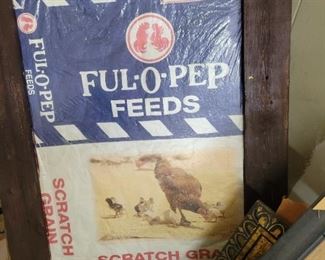 FUL-O-PEP
FEEDS
FUL-O-PEP
FEEDS
SCRATCH
GRAIN
SCRATCH GRA